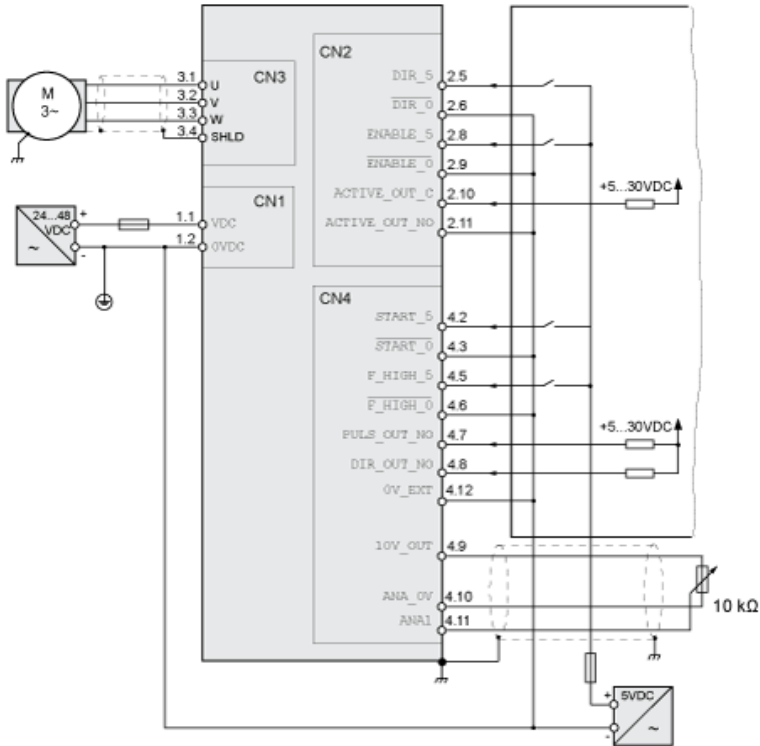 M
3~
3.1
3.2
3.3
3.4
U
V
W
SHLD
CN3
24...48
VDC
~
+
-
1.1
1.2
VDC
0VDC
CN1
CN2
DIR_5
2.5
DIR_0
2.6
ENABLE_5
2.8
ENABLE_0
2.9
ACTIVE_OUT_C
2.10
ACTIVE_OUT_NO
2.11
+5...30VDC
CN4
START_5
4.2
START_0
4.3
F_HIGH_5
4.5
F_HIGH_0
4.6
PULS_OUT_NO
4.7
DIR_OUT_NO
4.8
0V_EXT
4.12
+5...30VDC
10V_OUT
4.9
ANA_0V
4.10
ANA1
4.11
10 kΩ
+
-
5VDC
~